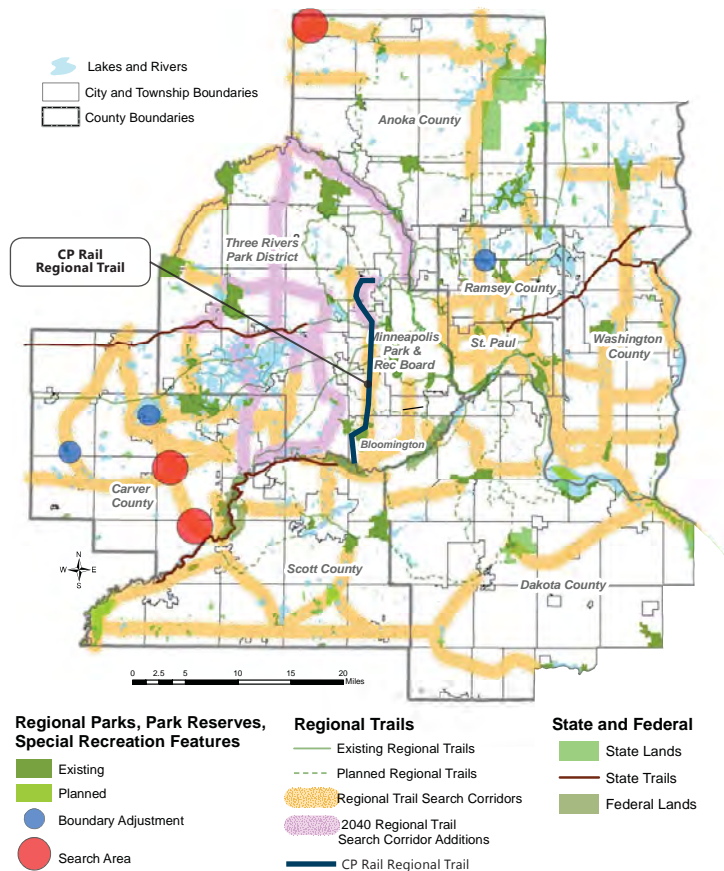 Lakes and Rivers
City and Township Boundaries
County Boundaries
Anoka County
CP Rail
Regional Trail
Three Rivers
Park District
Ramsey County
Minneapolis
Park &
Rec Board
St. Paul
Washington
County
Bloomington
Carver
County
N
W E
S
Scott County
Dakota County
0 2.5 5 10 15 20
Miles
Regional Parks, Park Reserves,
Special Recreation Features
Existing
Planned
Boundary Adjustment
Search Area
Regional Trails
Existing Regional Trails
Planned Regional Trails
Regional Trail Search Corridors
2040 Regional Trail
Search Corridor Additions
CP Rail Regional Trail
State and Federal
State Lands
State Trails
Federal Lands